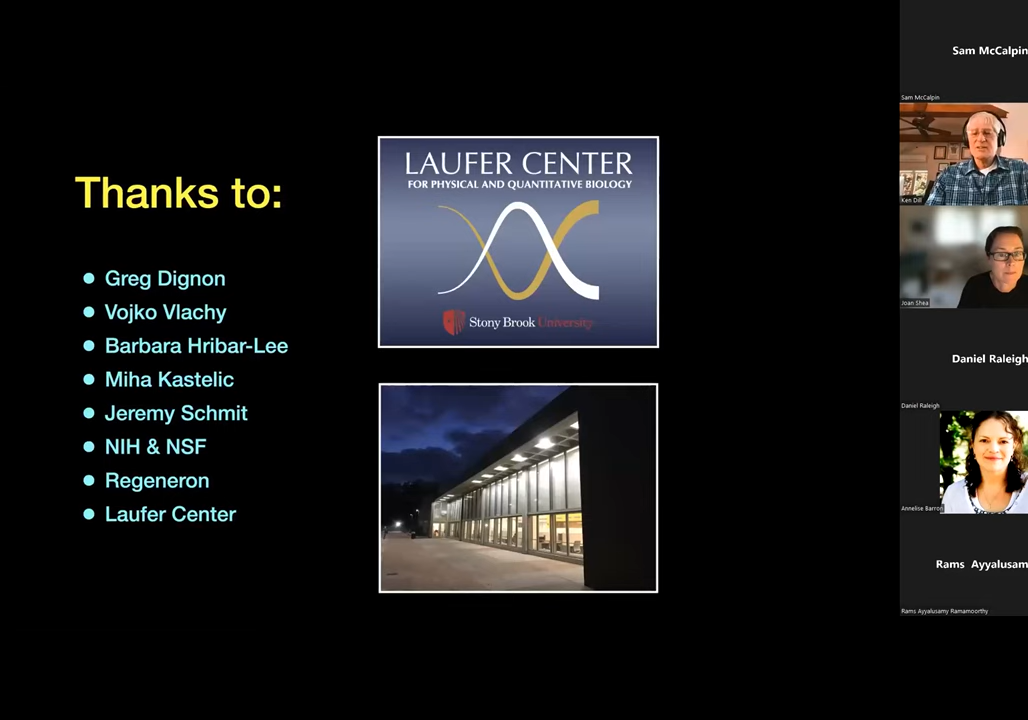 Thanks to:
Greg Dignon
Vojko Vlachy
Barbara Hribar-Lee
Miha Kastelic
Jeremy Schmit
NIH & NSF
Regeneron
Laufer Center
LAUFER CENTER
FOR PHYSICAL AND QUANTITATIVE BIOLOGY
Stony Brook University
Sam McCalpin
Sam McCalpin
Ken Dill
Joan Shea
Daniel Raleigh
Daniel Raleigh
Annelise Barron
Rams Ayyalusam
Rams Ayyalusamy Ramamoorthy